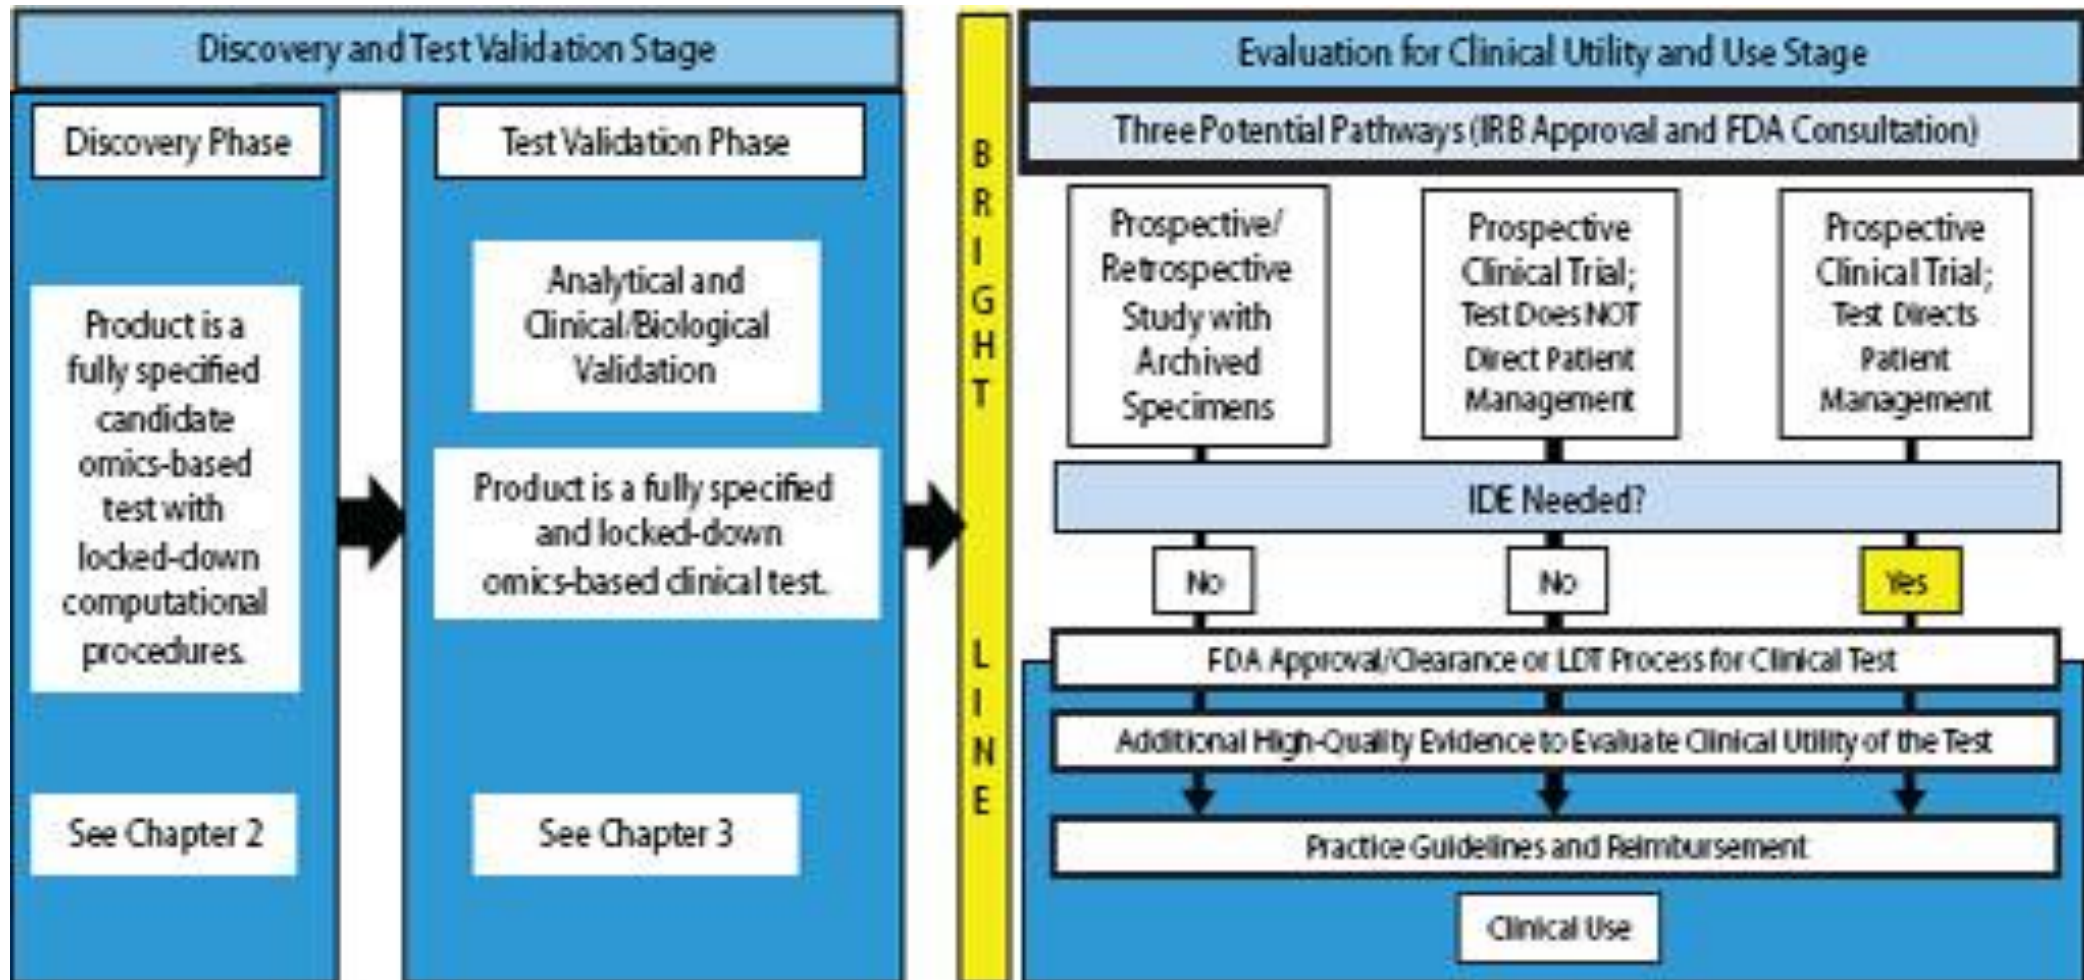 Discovery and Test Validation Stage
Discovery Phase
Product is a
fully specified
candidate
omics-based
test with
locked-down
computational
procedures.
See Chapter 2
Test Validation Phase
Analytical and
Clinical/Biological
Validation
Product is a fully specified
and locked-down
omics-based clinical test.
See Chapter 3
BRIGHT
LINE
Evaluation for Clinical Utility and Use Stage
Three Potential Pathways (IRB Approval and FDA Consultation)
Prospective/
Retrospective
Study with
Archived
Specimens
Prospective
Clinical Trial;
Test Does NOT
Direct Patient
Management
Prospective
Clinical Trial;
Test Directs
Patient
Management
IDE Needed?
No
No
Yes
FDA Approval/Clearance or LDT Process for Clinical Test
Additional High-Quality Evidence to Evaluate Clinical Utility of the Test
Practice Guidelines and Reimbursement
Clinical Use